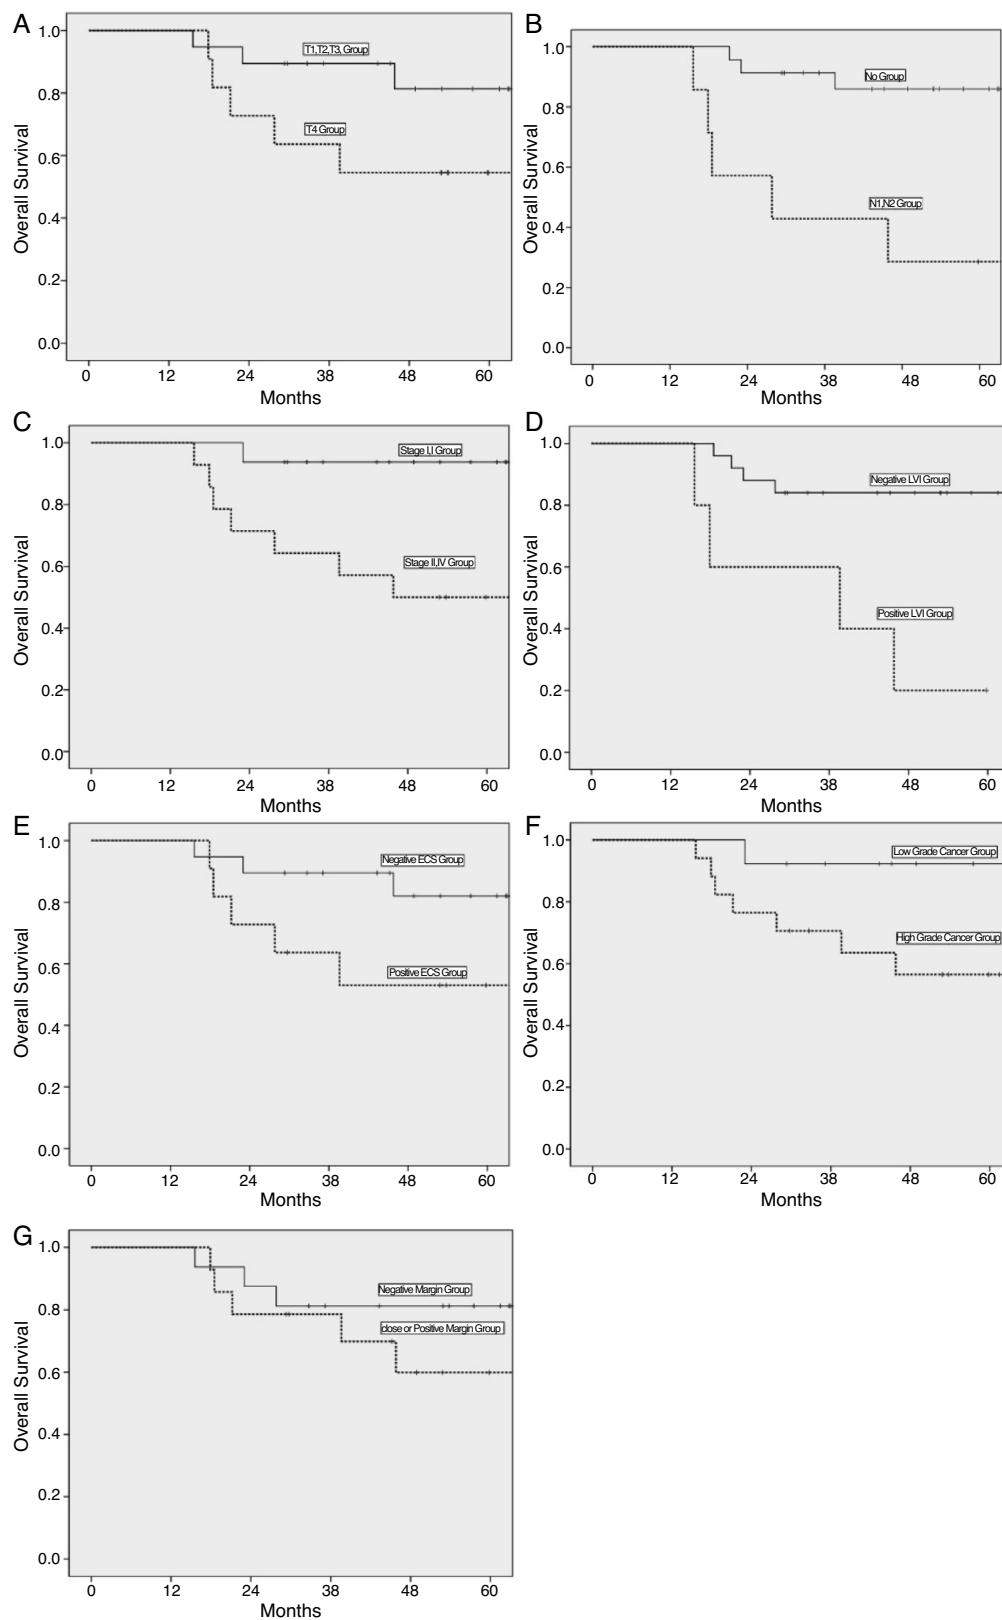 A
Overall Survival
1.0
0.8
0.6
0.4
0.2
0.0
T1,T2,T3, Group
T4 Group
0 12 24 38 48 60
Months
B
Overall Survival
1.0
0.8
0.6
0.4
0.2
0.0
No Group
N1,N2 Group
0 12 24 38 48 60
Months
C
Overall Survival
1.0
0.8
0.6
0.4
0.2
0.0
Stage I,I Group
Stage II,IV Group
0 12 24 38 48 60
Months
D
Overall Survival
1.0
0.8
0.6
0.4
0.2
0.0
Negative LVI Group
Positive LVI Group
0 12 24 38 48 60
Months
E
Overall Survival
1.0
0.8
0.6
0.4
0.2
0.0
Negative ECS Group
Positive ECS Group
0 12 24 38 48 60
Months
F
Overall Survival
1.0
0.8
0.6
0.4
0.2
0.0
Low Grade Cancer Group
High Grade Cancer Group
0 12 24 38 48 60
Months
G
Overall Survival
1.0
0.8
0.6
0.4
0.2
0.0
Negative Margin Group
close or Positive Margin Group
0 12 24 38 48 60
Months